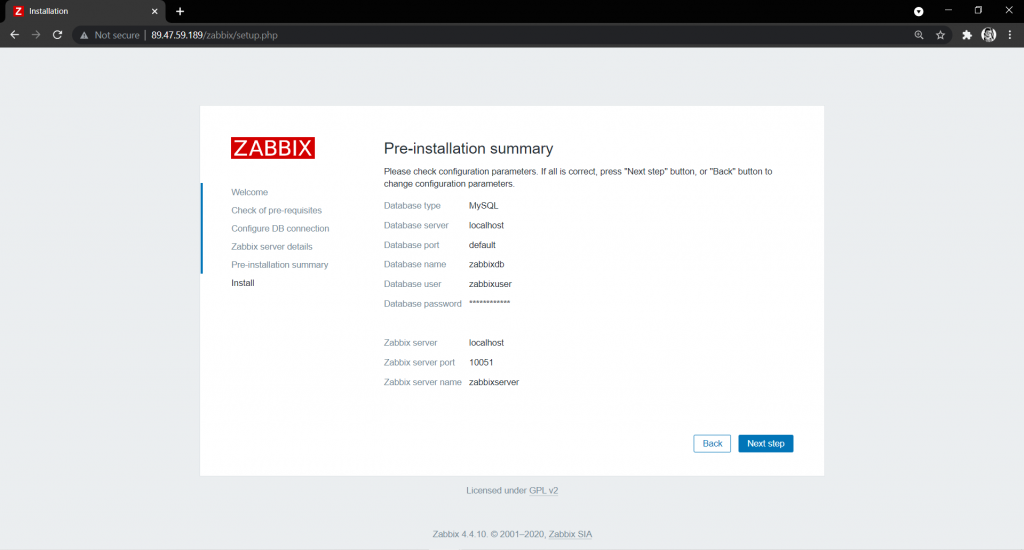 Installation
Not secure | 89.47.59.189/zabbix/setup.php
ZABBIX
Welcome
Check of pre-requisites
Configure DB connection
Zabbix server details
Pre-installation summary
Install
Pre-installation summary
Please check configuration parameters. If all is correct, press "Next step" button, or "Back" button to
change configuration parameters.
Database type MySQL
Database server localhost
Database port default
Database name zabbixdb
Database user zabbixuser
Database password ************
Zabbix server localhost
Zabbix server port 10051
Zabbix server name zabbixserver
Back Next step
Licensed under GPL v2
Zabbix 4.4.10. © 2001–2020, Zabbix SIA